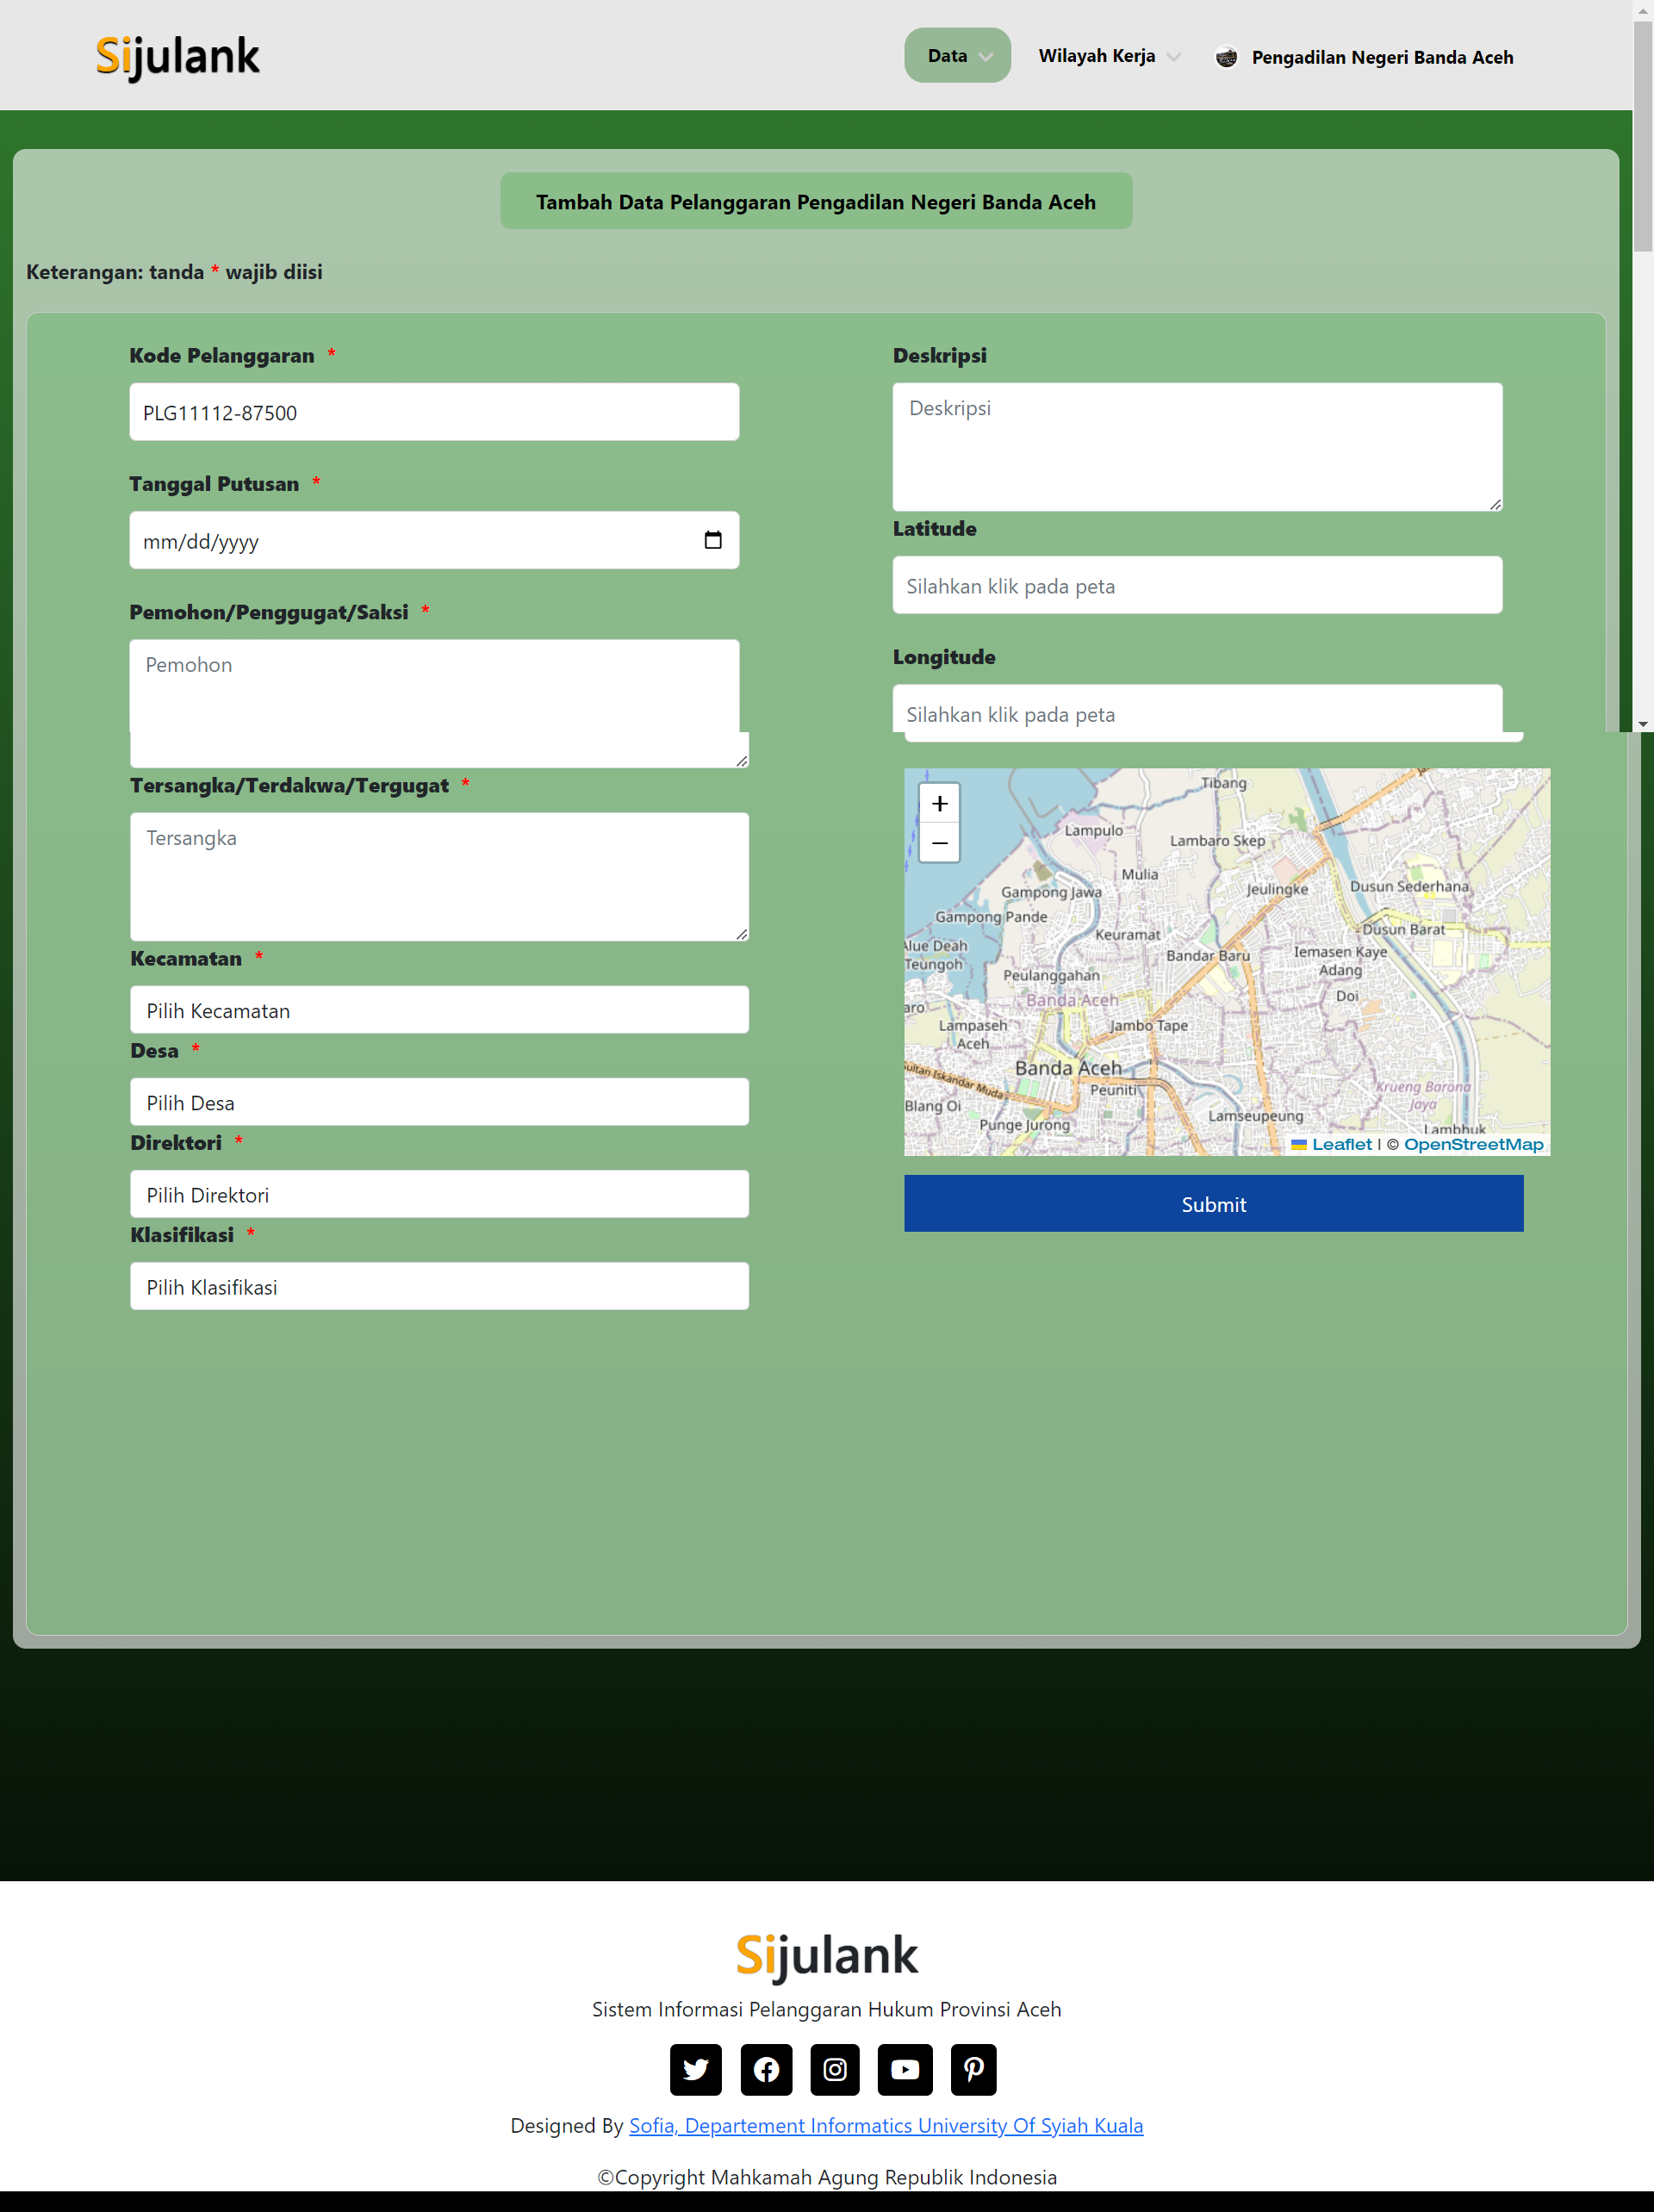 Sijulank
Data
Wilayah Kerja
Pengadilan Negeri Banda Aceh
Tambah Data Pelanggaran Pengadilan Negeri Banda Aceh
Keterangan: tanda * wajib diisi
Kode Pelanggaran *
PLG11112-87500
Tanggal Putusan *
mm/dd/yyyy
Pemohon/Penggugat/Saksi *
Pemohon
Tersangka/Terdakwa/Tergugat *
Tersangka
Kecamatan *
Pilih Kecamatan
Desa *
Pilih Desa
Direktori *
Pilih Direktori
Klasifikasi *
Pilih Klasifikasi
Deskripsi
Deskripsi
Latitude
Silahkan klik pada peta
Longitude
Silahkan klik pada peta
+
−
Tibang
Lampulo
Lambaro Skep
Mulia
Jeulingke
Dusun Sederhana
Gampong Jawa
Gampong Pande
Keuramat
Dusun Barat
Alue Deah
Teungoh
Bandar Baru
Iemasen Kaye
Adang
Peulanggahan
Doi
Banda Aceh
aro
Lampaseh
Aceh
Jambo Tape
Banda Aceh
Sultan Iskandar Muda
Peuniti
Krueng Barona
Jaya
Blang Oi
Lamseupeung
Punge Jurong
Lambhuk
Leaflet | © OpenStreetMap
Submit
Sijulank
Sistem Informasi Pelanggaran Hukum Provinsi Aceh
Designed By Sofia, Departement Informatics University Of Syiah Kuala
©Copyright Mahkamah Agung Republik Indonesia